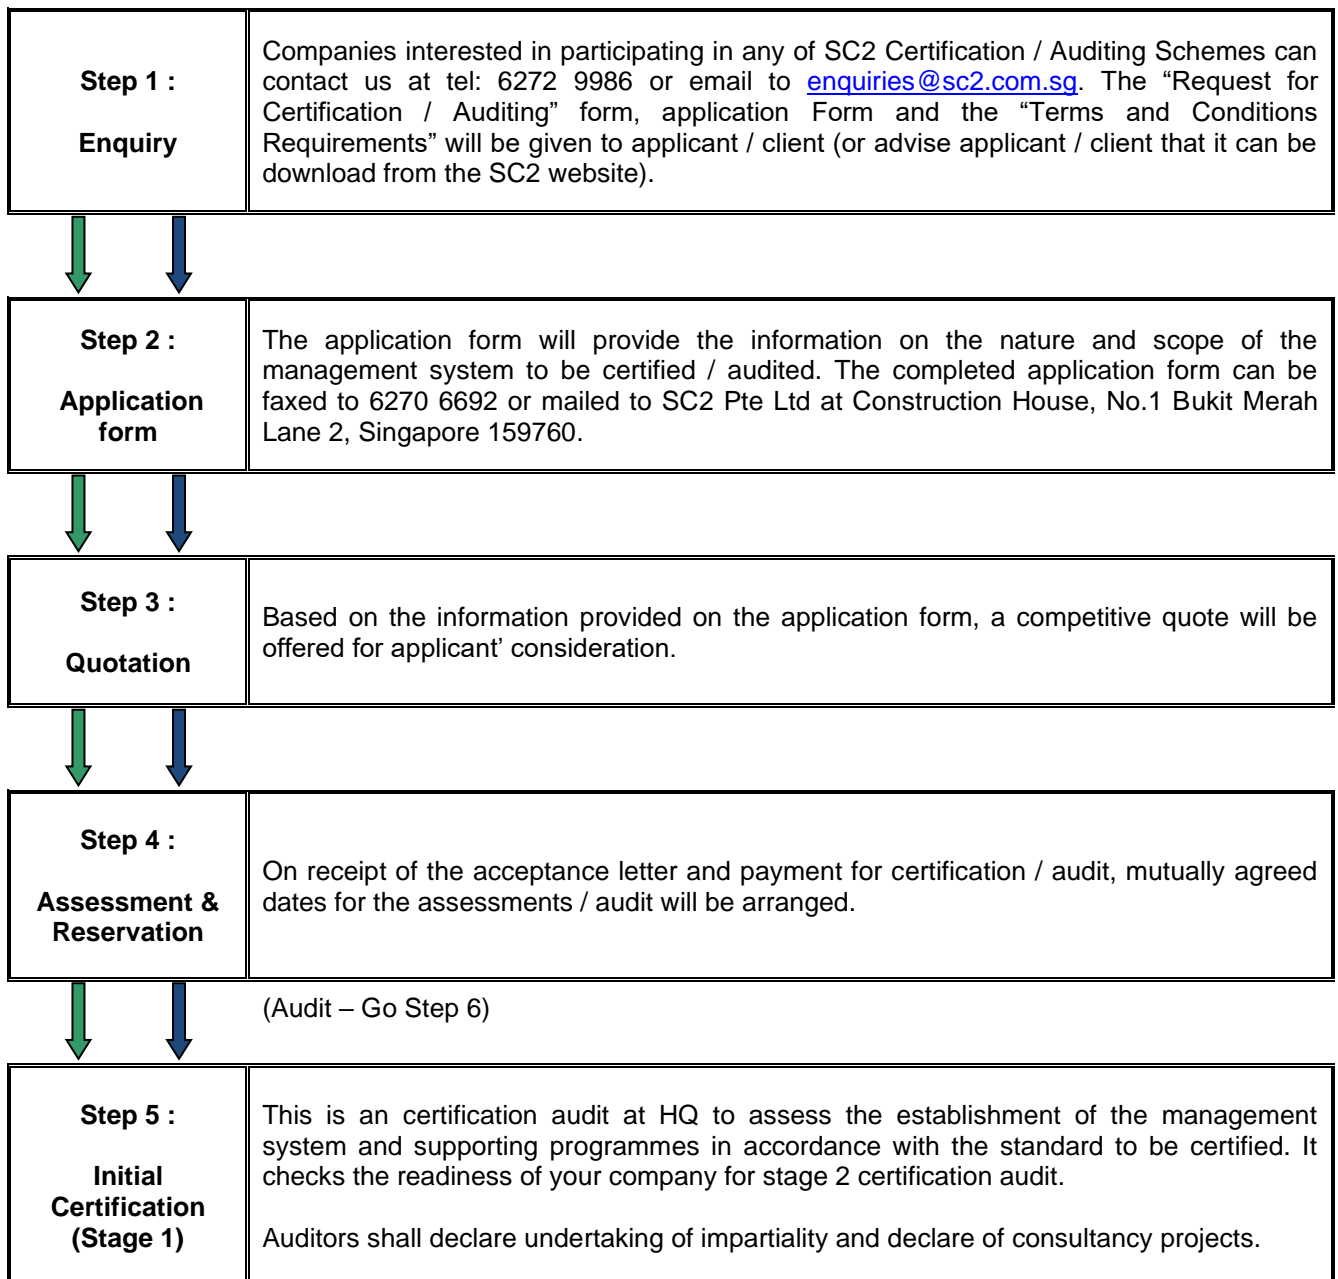 Step 1 :
Enquiry
Companies interested in participating in any of SC2 Certification / Auditing Schemes can
contact us at tel: 6272 9986 or email to enquiries@sc2.com.sg. The “Request for
Certification / Auditing” form, application Form and the “Terms and Conditions
Requirements” will be given to applicant / client (or advise applicant / client that it can be
download from the SC2 website).
Step 2 :
Application
form
The application form will provide the information on the nature and scope of the
management system to be certified / audited. The completed application form can be
faxed to 6270 6692 or mailed to SC2 Pte Ltd at Construction House, No.1 Bukit Merah
Lane 2, Singapore 159760.
Step 3 :
Quotation
Based on the information provided on the application form, a competitive quote will be
offered for applicant’ consideration.
Step 4 :
Assessment &
Reservation
On receipt of the acceptance letter and payment for certification / audit, mutually agreed
dates for the assessments / audit will be arranged.
(Audit – Go Step 6)
Step 5 :
Initial
Certification
(Stage 1)
This is an certification audit at HQ to assess the establishment of the management
system and supporting programmes in accordance with the standard to be certified. It
checks the readiness of your company for stage 2 certification audit.
Auditors shall declare undertaking of impartiality and declare of consultancy projects.